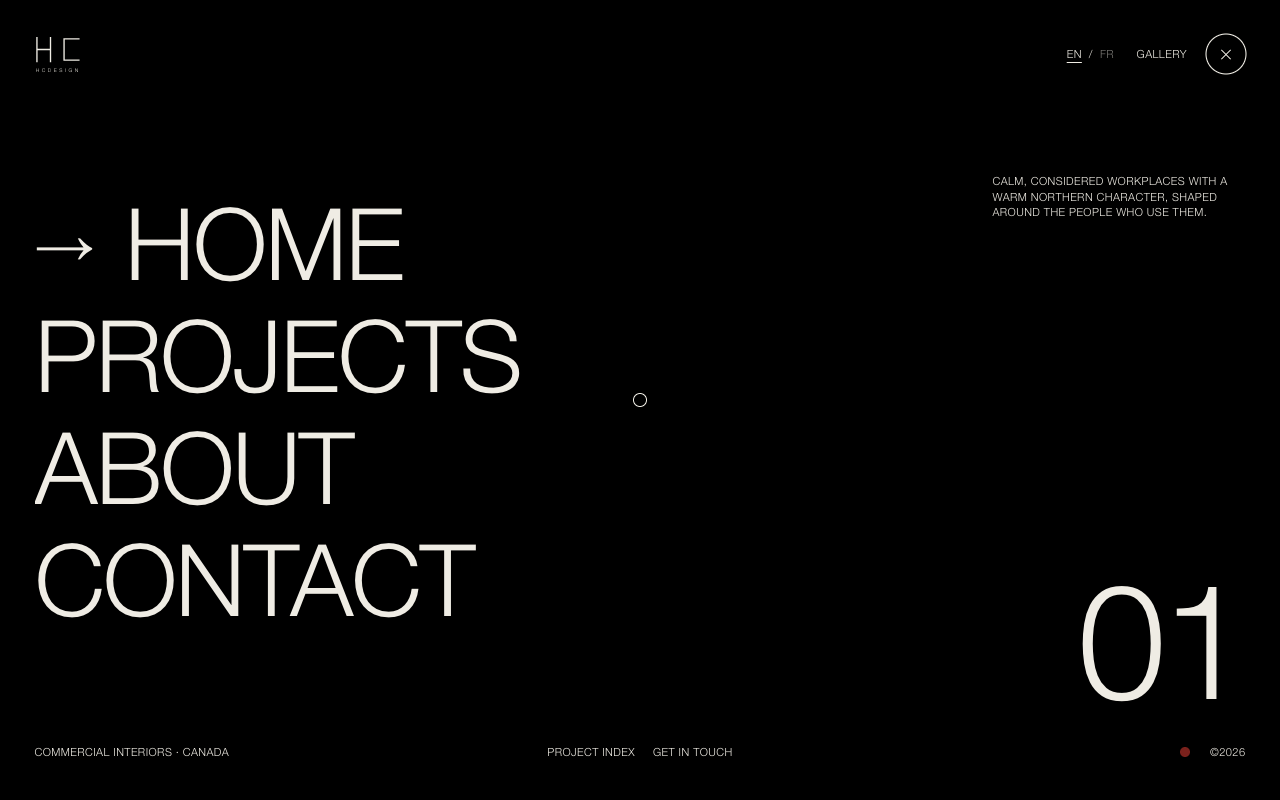 HC
HCDESIGN
EN / FR GALLERY
CALM, CONSIDERED WORKPLACES WITH A
WARM NORTHERN CHARACTER, SHAPED
AROUND THE PEOPLE WHO USE THEM.
→ HOME
PROJECTS
ABOUT
CONTACT
01
COMMERCIAL INTERIORS · CANADA
PROJECT INDEX GET IN TOUCH
©2026